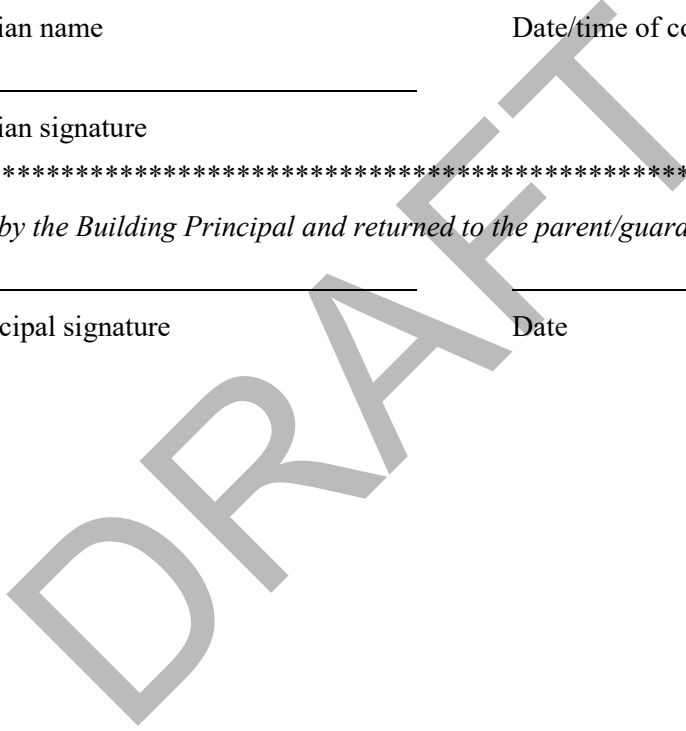 ian name Date/time of co
ian signature
***********************************************************
by the Building Principal and returned to the parent/guard
cipal signature Date
DRAFT